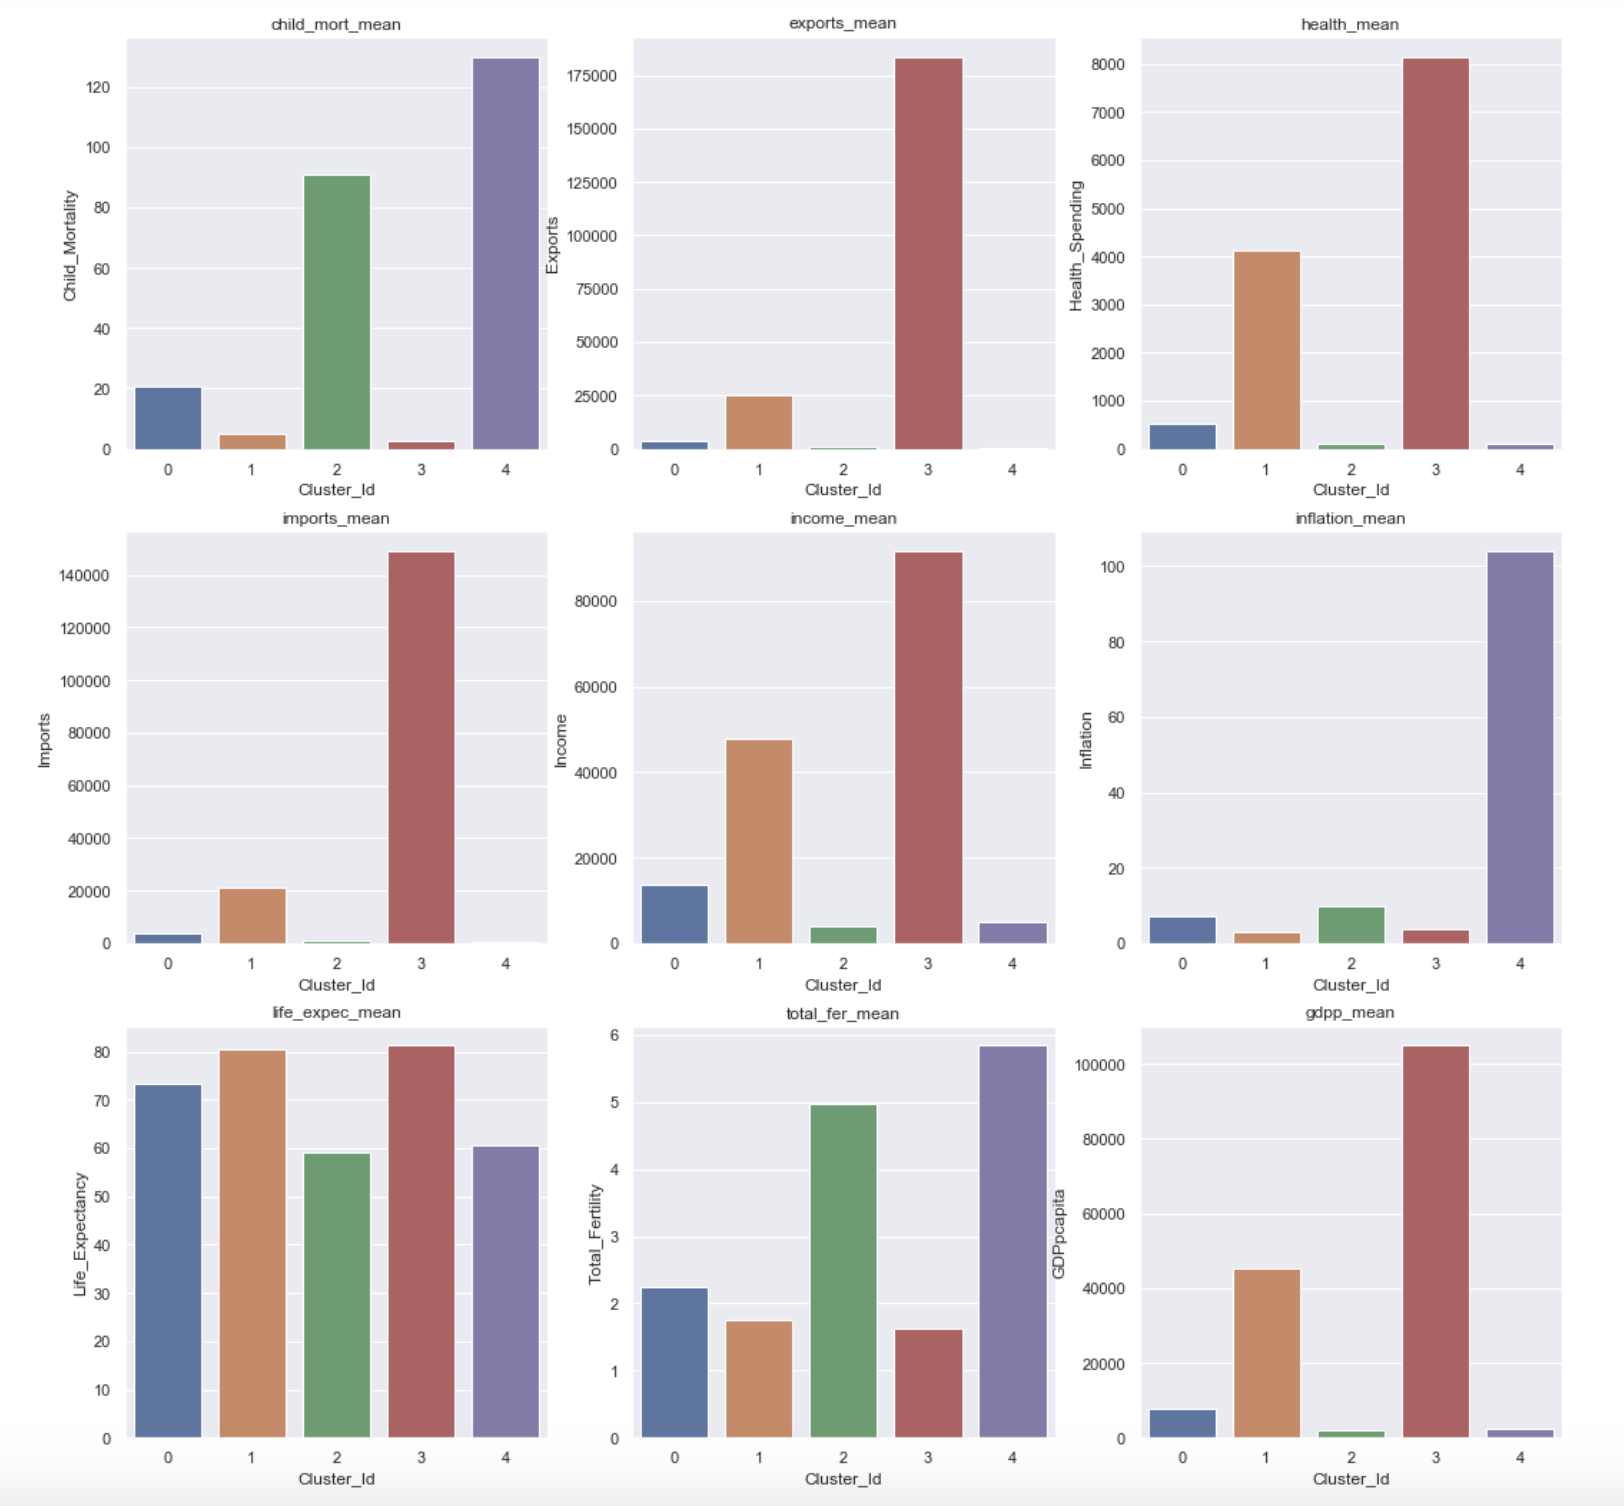 child_mort_mean
120
100
80
60
40
20
0
Child_Mortality
0 1 2 3 4
Cluster_Id
exports_mean
175000
150000
125000
100000
75000
50000
25000
0
Exports
0 1 2 3 4
Cluster_Id
health_mean
8000
7000
6000
5000
4000
3000
2000
1000
0
Health_Spending
0 1 2 3 4
Cluster_Id
imports_mean
140000
120000
100000
80000
60000
40000
20000
0
Imports
0 1 2 3 4
Cluster_Id
income_mean
80000
60000
40000
20000
0
Income
0 1 2 3 4
Cluster_Id
inflation_mean
100
80
60
40
20
0
Inflation
0 1 2 3 4
Cluster_Id
life_expec_mean
80
70
60
50
40
30
20
10
0
Life_Expectancy
0 1 2 3 4
Cluster_Id
total_fer_mean
6
5
4
3
2
1
0
Total_Fertility
0 1 2 3 4
Cluster_Id
gdpp_mean
100000
80000
60000
40000
20000
0
GDPpcapita
0 1 2 3 4
Cluster_Id